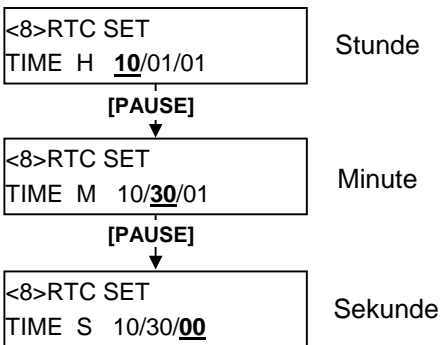 <8>RTC SET
TIME H 10/01/01
Stunde
[PAUSE]
<8>RTC SET
TIME M 10/30/01
Minute
[PAUSE]
<8>RTC SET
TIME S 10/30/00
Sekunde